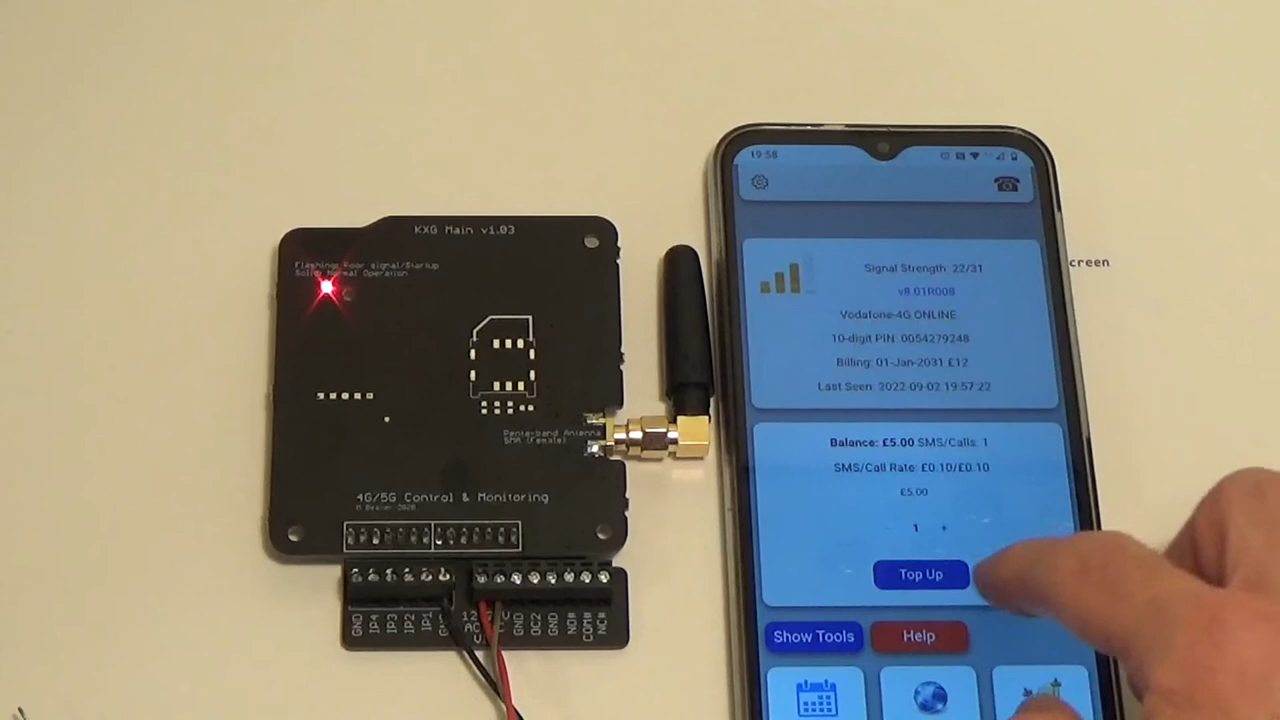 KXG Main v1.03
Flashing: Poor signal/Startup
Solid: Normal Operation
Penta-band Antenna
SMA (Female)
4G/5G Control & Monitoring
GND IP4 IP3 IP2 IP1
GND OC2 GND NO# COM# NC#
19:58
Signal Strength: 22/31
v8.01R008
Vodafone-4G ONLINE
10-digit PIN: 0054279248
Billing: 01-Jan-2031 £12
Last Seen: 2022-09-02 19:57:22
Balance: £5.00 SMS/Calls: 1
SMS/Call Rate: £0.10/£0.10
£5.00
1 +
Top Up
Show Tools Help
creen